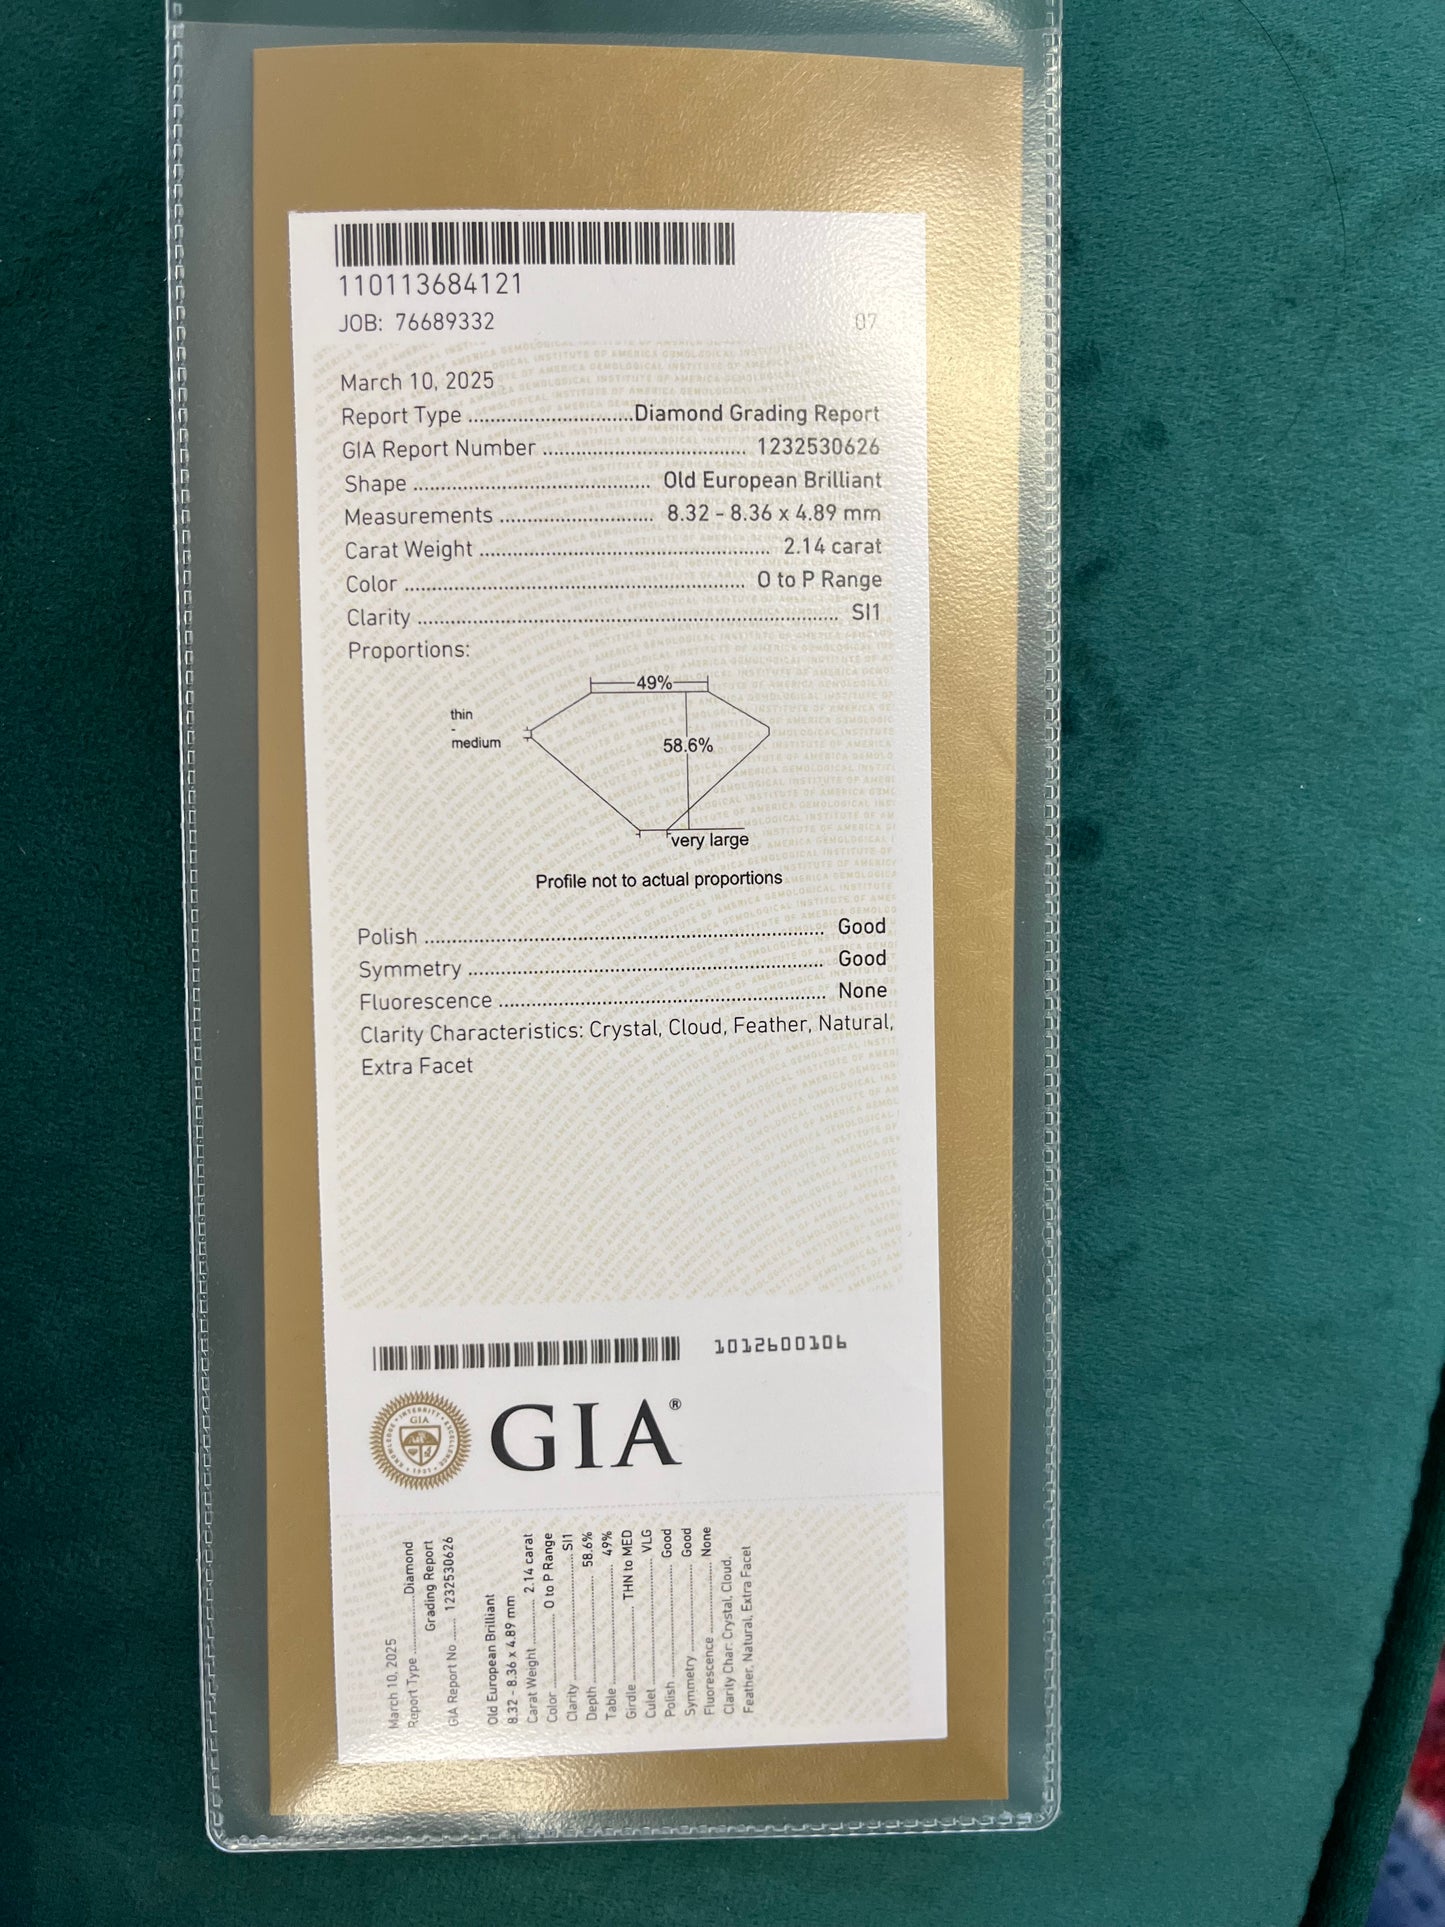 110113684121
JOB: 76689332
07
March 10, 2025
Report Type ................................Diamond Grading Report
GIA Report Number ..................................... 1232530626
Shape ........................................... Old European Brilliant
Measurements ............................ 8.32 - 8.36 x 4.89 mm
Carat Weight ..................................................... 2.14 carat
Color .............................................................. O to P Range
Clarity ............................................................................ SI1
Proportions:
49%
thin
-
medium
58.6%
very large
Profile not to actual proportions
Polish ......................................................................... Good
Symmetry ................................................................. Good
Fluorescence ............................................................ None
Clarity Characteristics: Crystal, Cloud, Feather, Natural,
Extra Facet
1012600106
GIA
KNOWLEDGE • INTEGRITY • EXCELLENCE
1931
GIA®
March 10, 2025
Report Type ..............Diamond
Grading Report
GIA Report No ...... 1232530626
Old European Brilliant
8.32 - 8.36 x 4.89 mm
Carat Weight ................ 2.14 carat
Color .................... O to P Range
Clarity ................................. SI1
Depth ............................... 58.6%
Table ................................. 49%
Girdle .................... THN to MED
Culet ................................ VLG
Polish ............................... Good
Symmetry ........................ Good
Fluorescence .................... None
Clarity Char: Crystal, Cloud,
Feather, Natural, Extra Facet